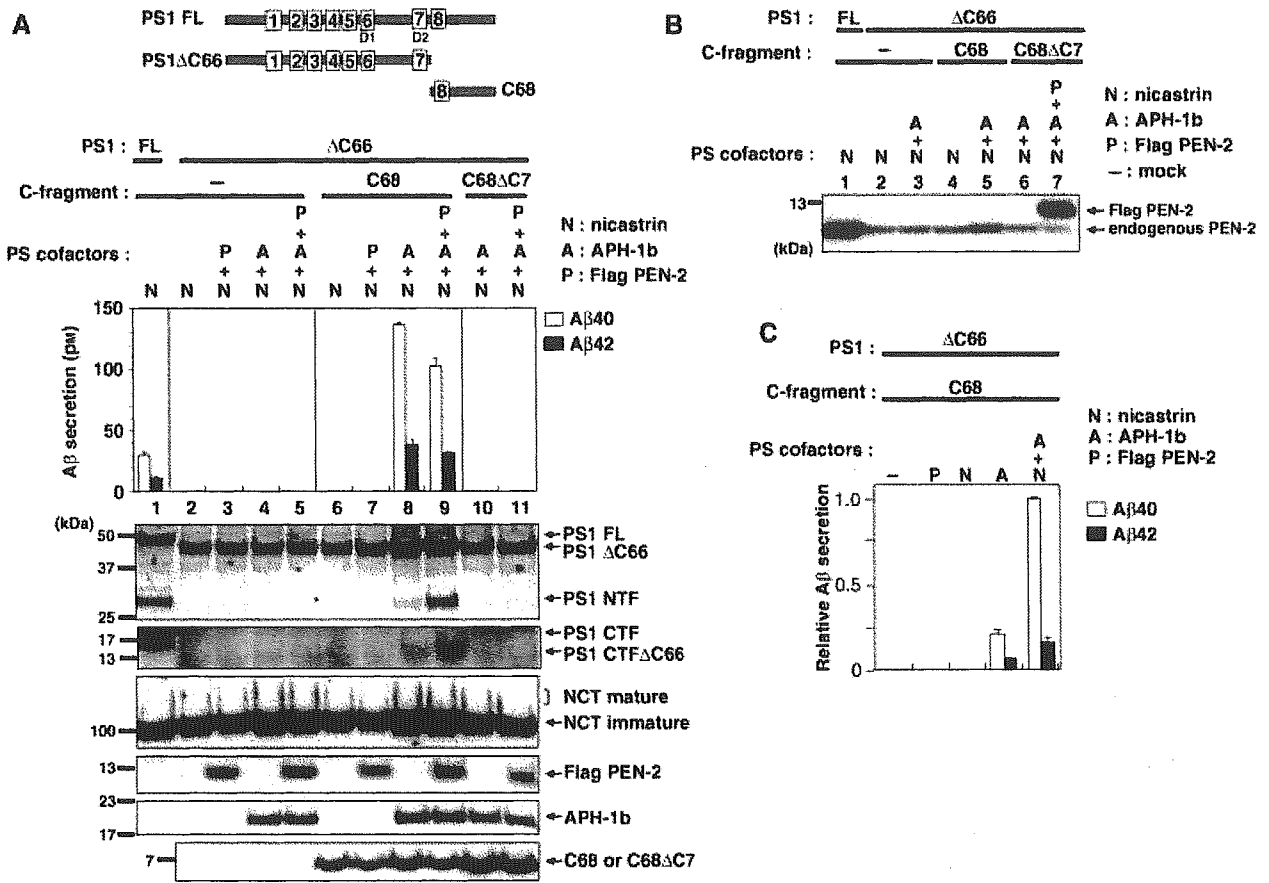 A
PS1 FL
1 2 3 4 5 6 7 8
D1 D2
PS1ΔC66
1 2 3 4 5 6 7
8 C68
PS1 : FL ΔC66
C-fragment : – C68 C68ΔC7
P P P
+ + +
PS cofactors : P A A P A A A A
+ + + + + + + +
N N N N N N N N N N N
N : nicastrin
A : APH-1b
P : Flag PEN-2
Aβ secretion (pM)
150
100
50
0
Aβ40
Aβ42
1 2 3 4 5 6 7 8 9 10 11
(kDa)
50
37
25
PS1 FL
PS1 ΔC66
PS1 NTF
17
13
PS1 CTF
PS1 CTFΔC66
100
NCT mature
NCT immature
13
Flag PEN-2
23
17
APH-1b
7
C68 or C68ΔC7
B
PS1 : FL ΔC66
C-fragment : – C68 C68ΔC7
P
+
A A A A
+ + + +
PS cofactors : N N N N N N N
1 2 3 4 5 6 7
N : nicastrin
A : APH-1b
P : Flag PEN-2
– : mock
13
(kDa)
Flag PEN-2
endogenous PEN-2
C
PS1 : ΔC66
C-fragment : C68
A
+
PS cofactors : – P N A N
N : nicastrin
A : APH-1b
P : Flag PEN-2
Relative Aβ secretion
1.0
0.5
0
Aβ40
Aβ42